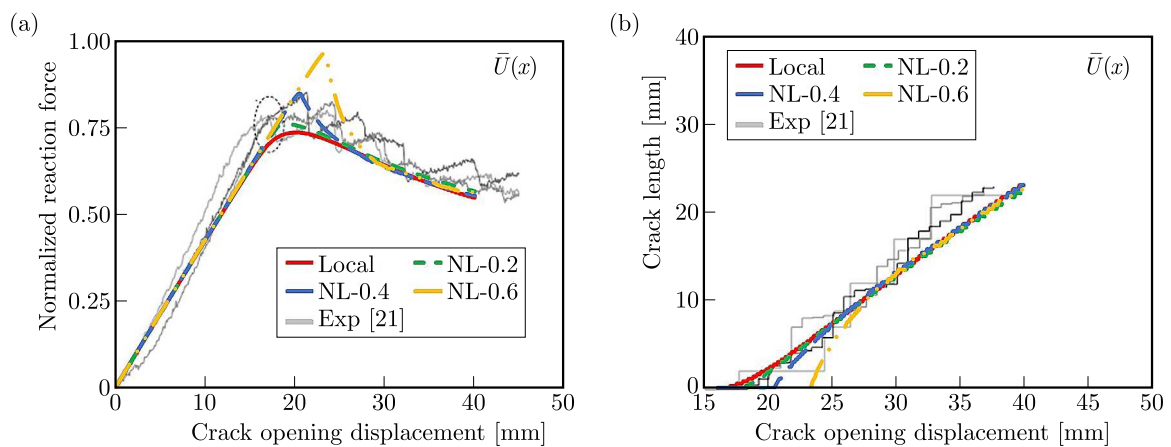 (a)
Normalized reaction force
1.00
0.75
0.50
0.25
0
Ū(x)
Local NL-0.2
NL-0.4 NL-0.6
Exp [21]
0 10 20 30 40 50
Crack opening displacement [mm]
(b)
Crack length [mm]
40
30
20
10
0
Ū(x)
Local NL-0.2
NL-0.4 NL-0.6
Exp [21]
15 20 25 30 35 40 45 50
Crack opening displacement [mm]